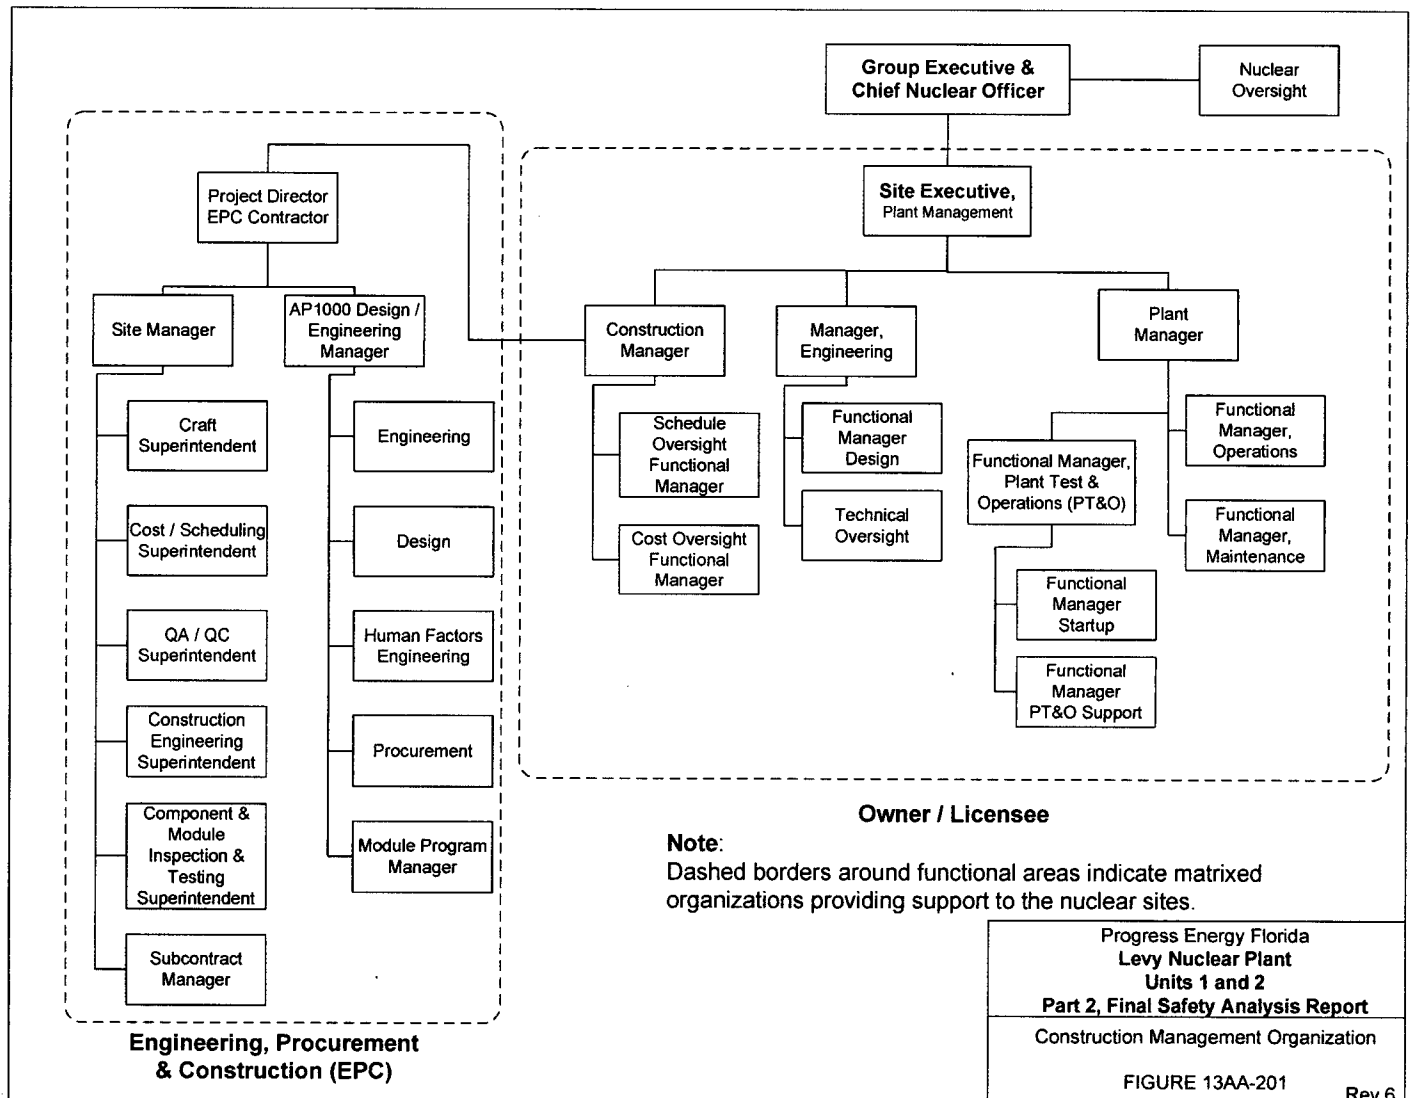 Group Executive &
Chief Nuclear Officer
Nuclear
Oversight
Project Director
EPC Contractor
Site Executive,
Plant Management
Site Manager
AP1000 Design /
Engineering
Manager
Construction
Manager
Manager,
Engineering
Plant
Manager
Craft
Superintendent
Cost / Scheduling
Superintendent
QA / QC
Superintendent
Construction
Engineering
Superintendent
Component &
Module
Inspection &
Testing
Superintendent
Subcontract
Manager
Engineering
Design
Human Factors
Engineering
Procurement
Module Program
Manager
Schedule
Oversight
Functional
Manager
Cost Oversight
Functional
Manager
Functional
Manager
Design
Technical
Oversight
Functional Manager,
Plant Test &
Operations (PT&O)
Functional
Manager
Startup
Functional
Manager
PT&O Support
Functional
Manager,
Operations
Functional
Manager,
Maintenance
Engineering, Procurement
& Construction (EPC)
Owner / Licensee
Note:
Dashed borders around functional areas indicate matrixed
organizations providing support to the nuclear sites.
Progress Energy Florida
Levy Nuclear Plant
Units 1 and 2
Part 2, Final Safety Analysis Report
Construction Management Organization
FIGURE 13AA-201
Rev 6